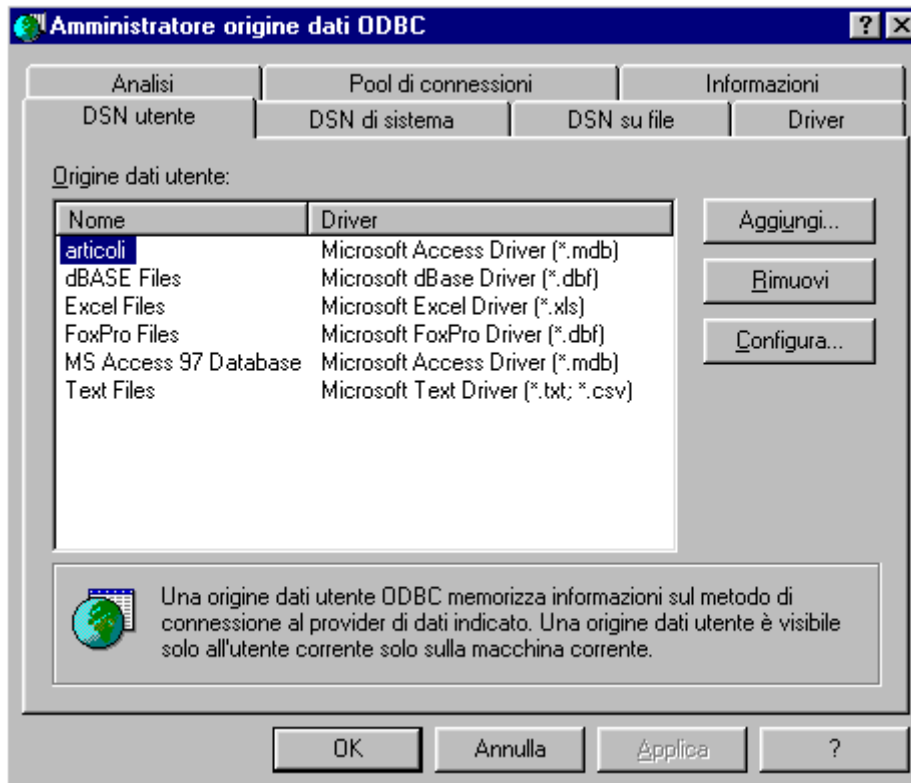 Amministratore origine dati ODBC
Analisi Pool di connessioni Informazioni
DSN utente DSN di sistema DSN su file Driver
Origine dati utente:
Nome Driver
articoli Microsoft Access Driver (*.mdb)
dBASE Files Microsoft dBase Driver (*.dbf)
Excel Files Microsoft Excel Driver (*.xls)
FoxPro Files Microsoft FoxPro Driver (*.dbf)
MS Access 97 Database Microsoft Access Driver (*.mdb)
Text Files Microsoft Text Driver (*.txt; *.csv)
Aggiungi...
Rimuovi
Configura...
Una origine dati utente ODBC memorizza informazioni sul metodo di
connessione al provider di dati indicato. Una origine dati utente è visibile
solo all'utente corrente solo sulla macchina corrente.
OK Annulla Applica ?